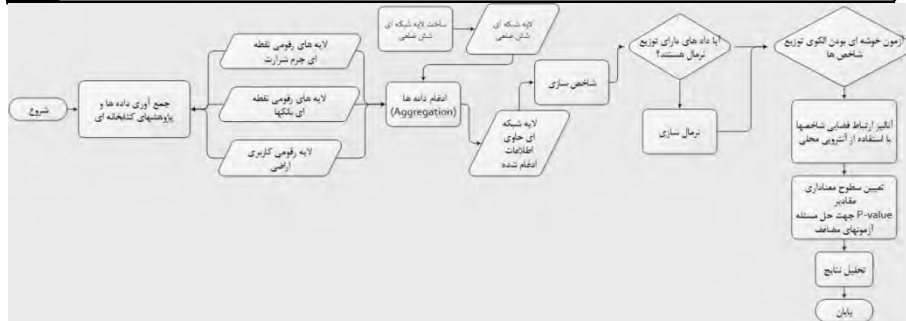 شروع
جمع آوری داده ها و
پژوهشهای کتابخانه ای
لایه های رقومی نقطه
ای جرم شرارت
لایه های رقومی نقطه
ای بانکها
لایه رقومی کاربری
اراضی
ساخت لایه شبکه ای
شش ضلعی
لایه شبکه ای
شش ضلعی
ادغام داده ها
(Aggregation)
لایه شبکه
ای حاوی
اطلاعات
ادغام شده
شاخص سازی
آیا داد های دارای توزیع
نرمال هستند؟
نرمال سازی
آزمون خوشه ای بودن الگوی توزیع
شاخص ها
آنالیز ارتباط فضایی شاخصها
با استفاده از آنتروپی محلی
تعیین سطوح معناداری
مقادیر
P-value جهت حل مسئله
آزمونهای مضاعف
تحلیل نتایج
پایان